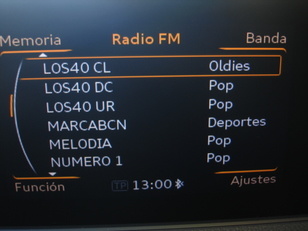 Memoria Radio FM Banda
LOS40 CL Oldies
LOS40 DC Pop
LOS40 UR Pop
MARCABCN Deportes
MELODIA Pop
NUMERO 1 Pop
Función TP 13:00 Ajustes